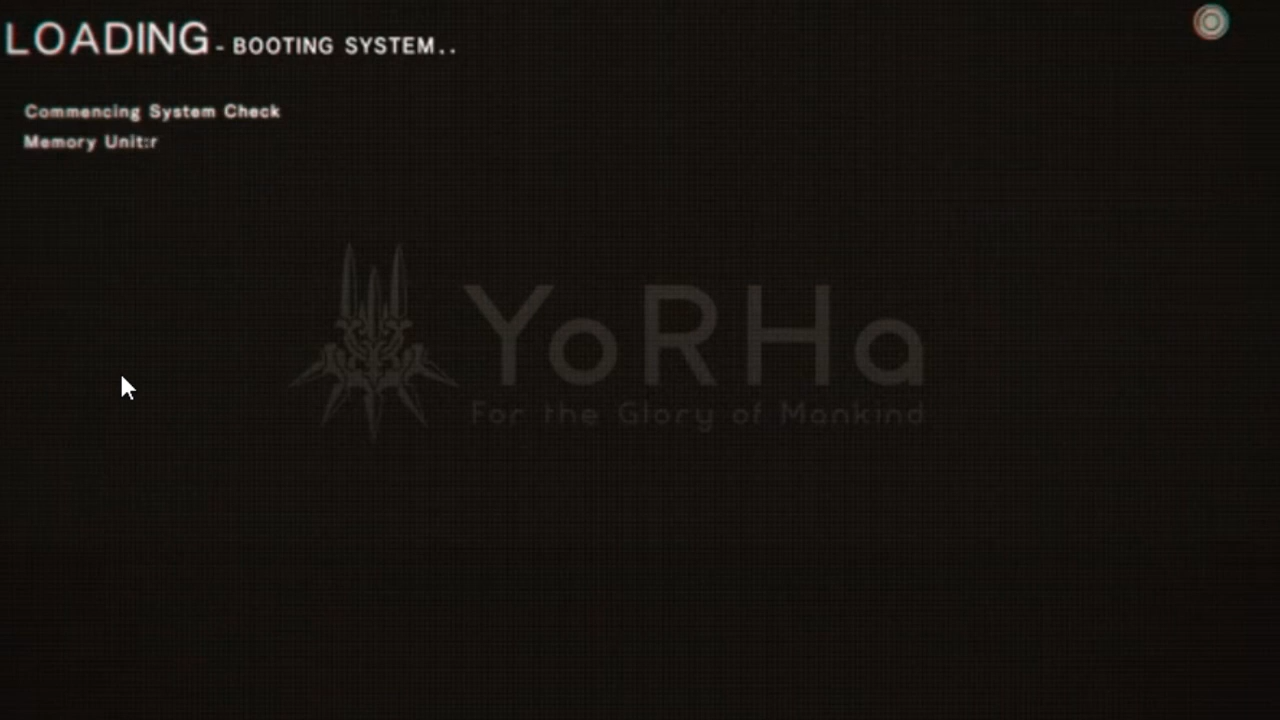 LOADING - BOOTING SYSTEM..
Commencing System Check
Memory Unit:r
YoRHa
For the Glory of Mankind